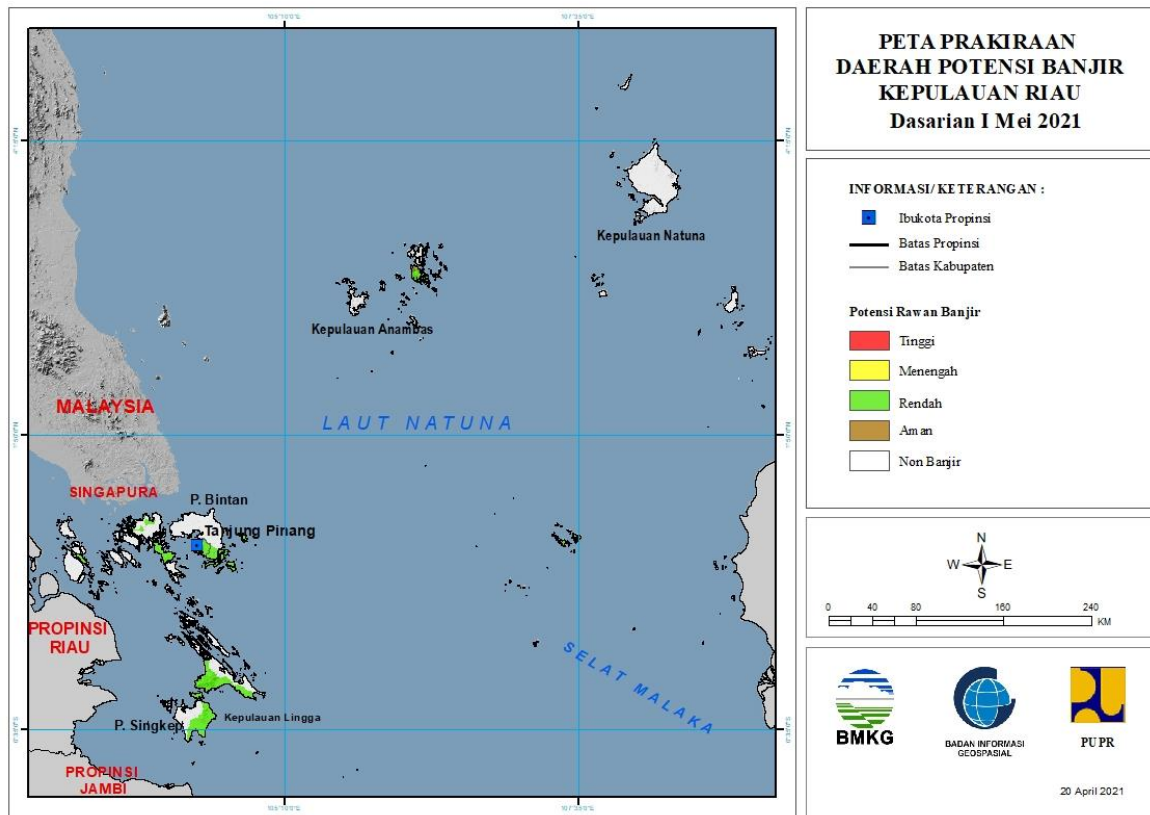 PETA PRAKIRAAN
DAERAH POTENSI BANJIR
KEPULAUAN RIAU
Dasarian I Mei 2021
INFORMASI/KETERANGAN :
Ibukota Propinsi
Batas Propinsi
Batas Kabupaten
Potensi Rawan Banjir
Tinggi
Menengah
Rendah
Aman
Non Banjir
N
W E
S
0 40 80 160 240
KM
BMKG
BADAN INFORMASI
GEOSPASIAL
PUPR
20 April 2021
Kepulauan Natuna
Kepulauan Anambas
MALAYSIA
LAUT NATUNA
SINGAPURA
P. Bintan
Tanjung Pinang
PROPINSI
RIAU
SELAT MALAKA
P. Singkep
Kepulauan Lingga
PROPINSI
JAMBI